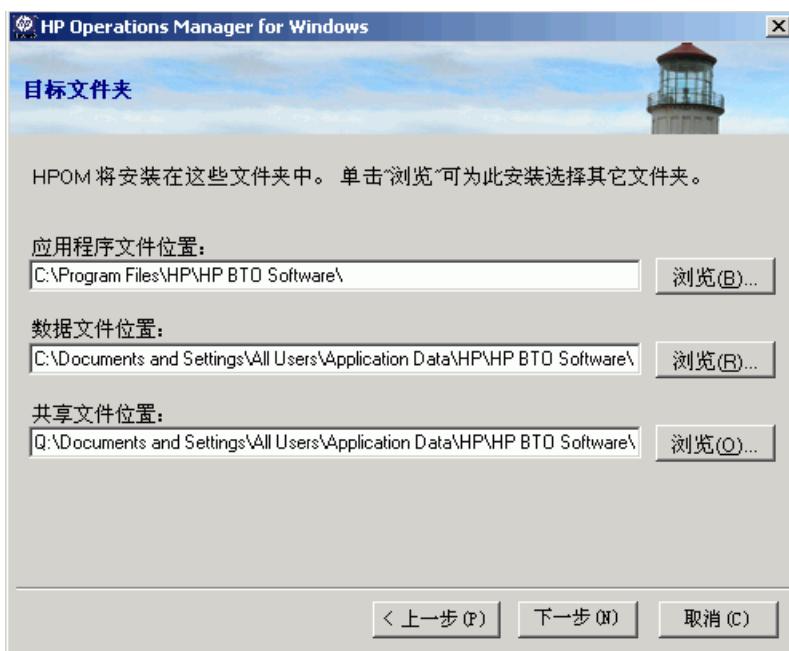 HP Operations Manager for Windows
目标文件夹
HPOM 将安装在这些文件夹中。 单击“浏览”可为此安装选择其它文件夹。
应用程序文件位置:
C:\Program Files\HP\HP BTO Software\
浏览(B)...
数据文件位置:
C:\Documents and Settings\All Users\Application Data\HP\HP BTO Software\
浏览(R)...
共享文件位置:
Q:\Documents and Settings\All Users\Application Data\HP\HP BTO Software\
浏览(O)...
< 上一步(P)
下一步(N)
取消(C)